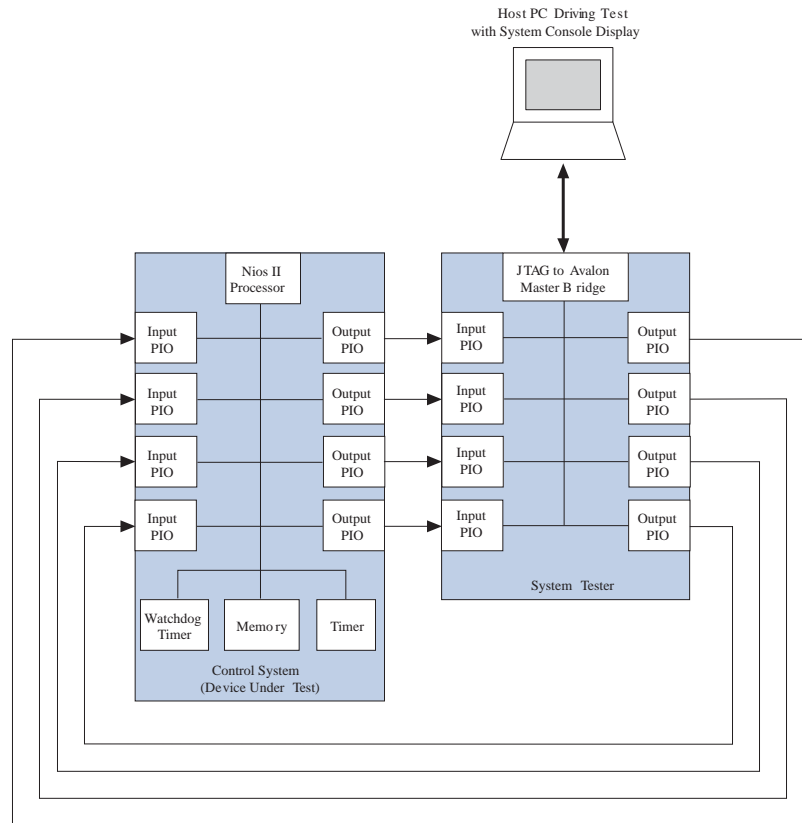 Host PC Driving Test
with System Console Display
Nios II
Processor
JTAG to Avalon
Master Bridge
Input
PIO
Output
PIO
Input
PIO
Output
PIO
Input
PIO
Output
PIO
Input
PIO
Output
PIO
Input
PIO
Output
PIO
Input
PIO
Output
PIO
Input
PIO
Output
PIO
Input
PIO
Output
PIO
System Tester
Watchdog
Timer
Memory
Timer
Control System
(Device Under Test)